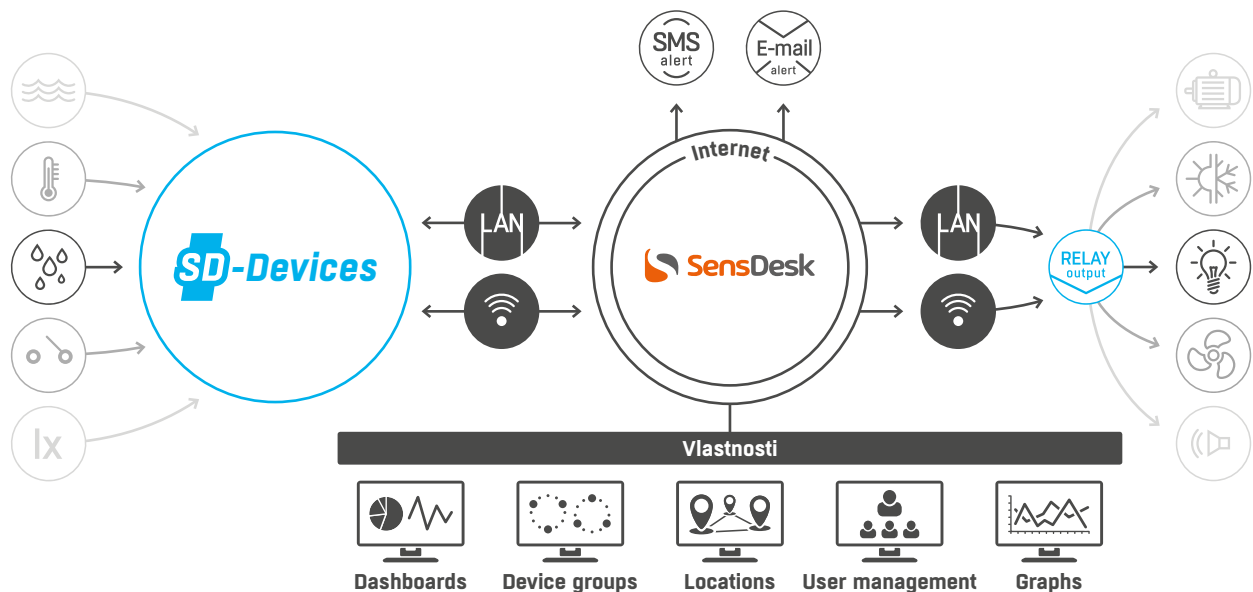 SMS
alert
E-mail
alert
Internet
LAN
LAN
SD-Devices
SensDesk
RELAY
output
lx
Vlastnosti
Dashboards
Device groups
Locations
User management
Graphs